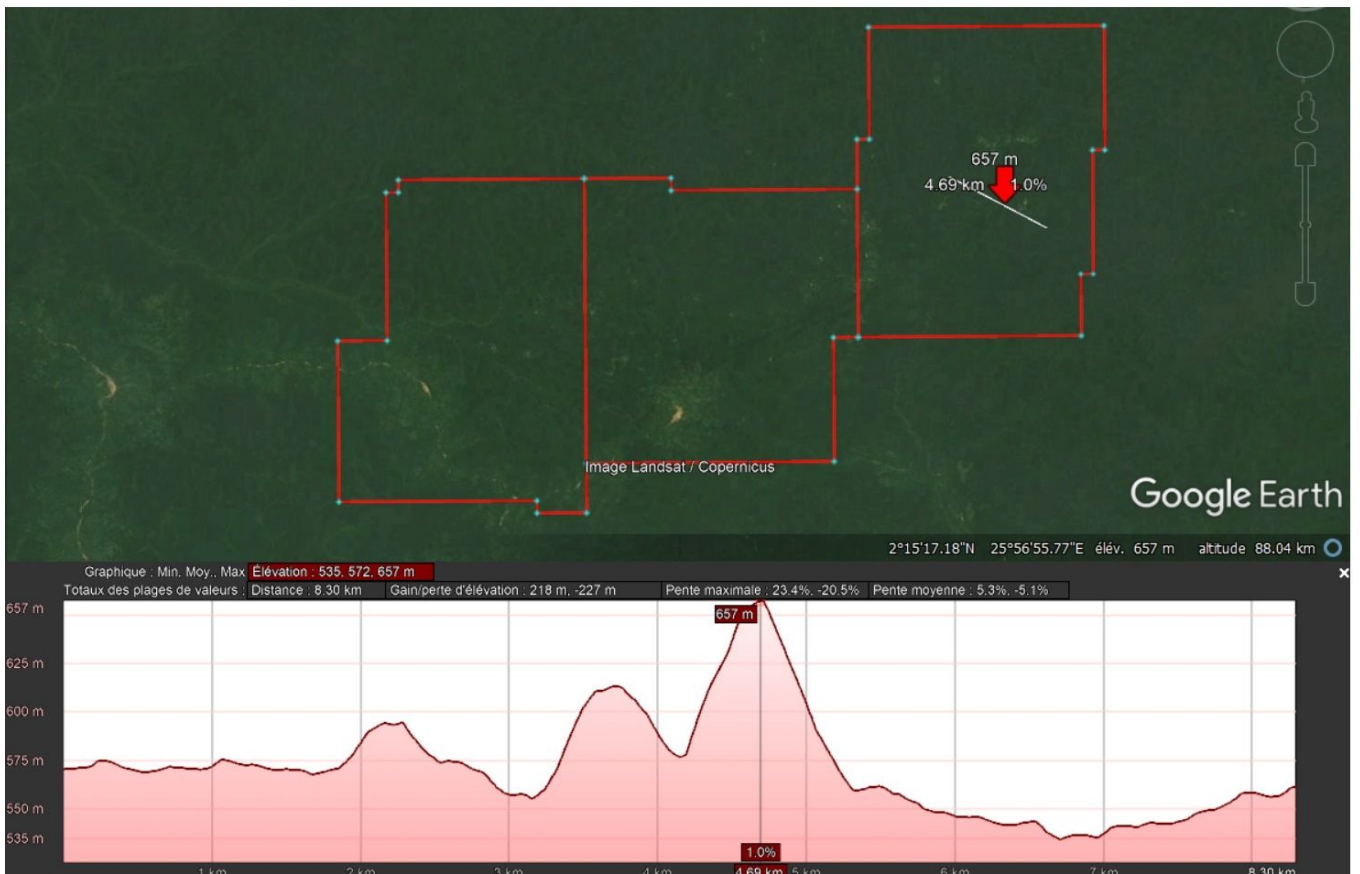 657 m
4.69 km 1.0%
Image Landsat / Copernicus
Google Earth
2°15'17.18"N 25°56'55.77"E élév. 657 m altitude 88.04 km
Graphique : Min, Moy., Max Élévation : 535, 572, 657 m
Totaux des plages de valeurs : Distance : 8.30 km Gain/perte d'élévation : 218 m, -227 m Pente maximale : 23.4%, -20.5% Pente moyenne : 5.3%, -5.1%
657 m
657 m
625 m
600 m
575 m
550 m
535 m
1.0%
1 km 2 km 3 km 4 km 4.69 km 5 km 6 km 7 km 8.30 km